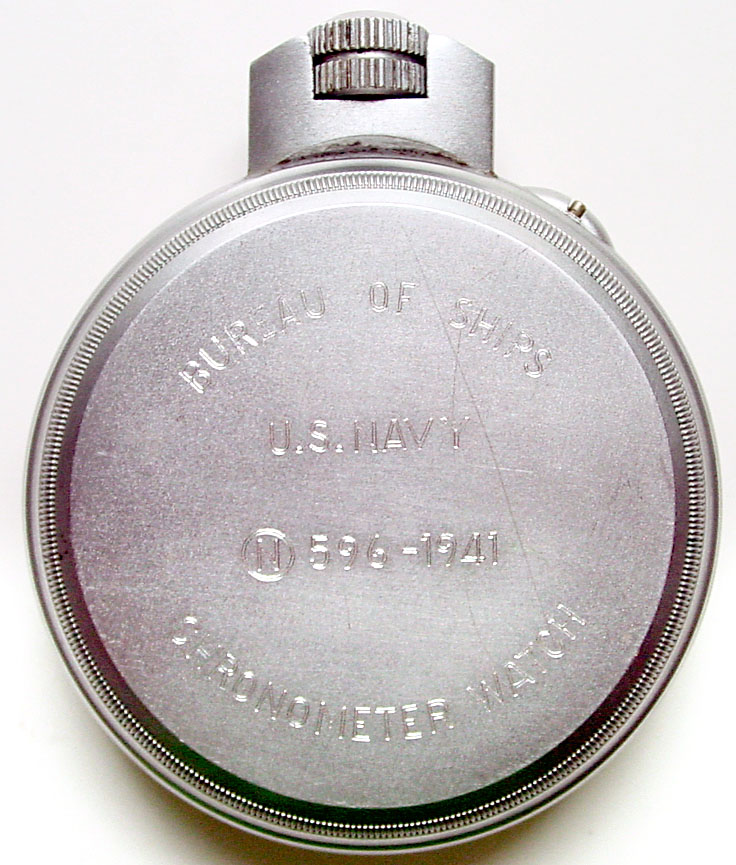 BUREAU OF SHIPS
U.S. NAVY
Ⓝ 596-1941
CHRONOMETER WATCH